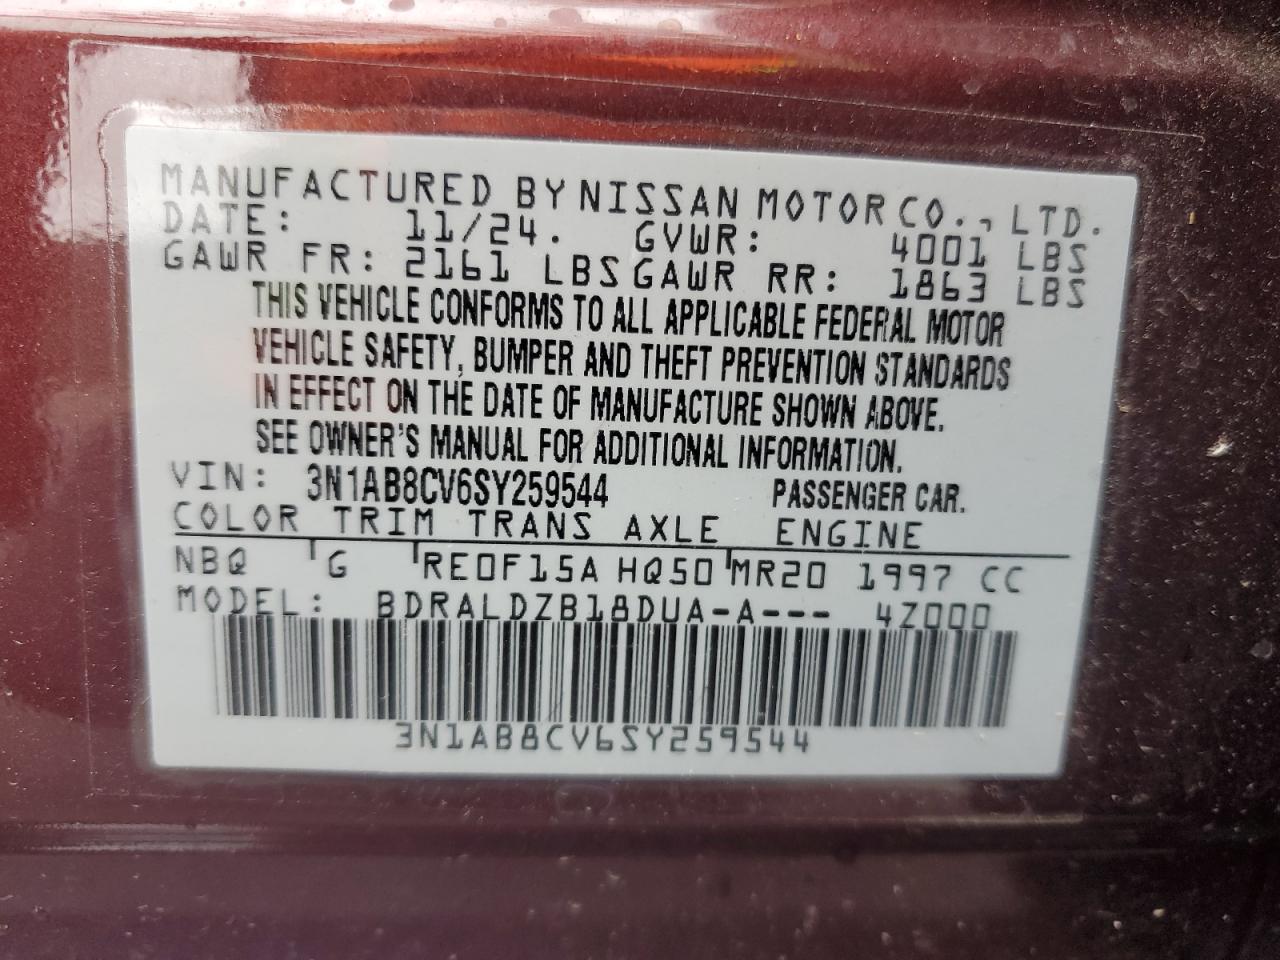 MANUFACTURED BY NISSAN MOTOR CO., LTD.
DATE: 11/24. GVWR: 4001 LBS
GAWR FR: 2161 LBS GAWR RR: 1863 LBS
THIS VEHICLE CONFORMS TO ALL APPLICABLE FEDERAL MOTOR
VEHICLE SAFETY, BUMPER AND THEFT PREVENTION STANDARDS
IN EFFECT ON THE DATE OF MANUFACTURE SHOWN ABOVE.
SEE OWNER'S MANUAL FOR ADDITIONAL INFORMATION.
VIN: 3N1AB8CV6SY259544 PASSENGER CAR.
COLOR TRIM TRANS AXLE ENGINE
NBQ G RE0F15A HQ50 MR20 1997 CC
MODEL: BDRALDZB18DUA-A--- 4Z000
3N1AB8CV6SY259544